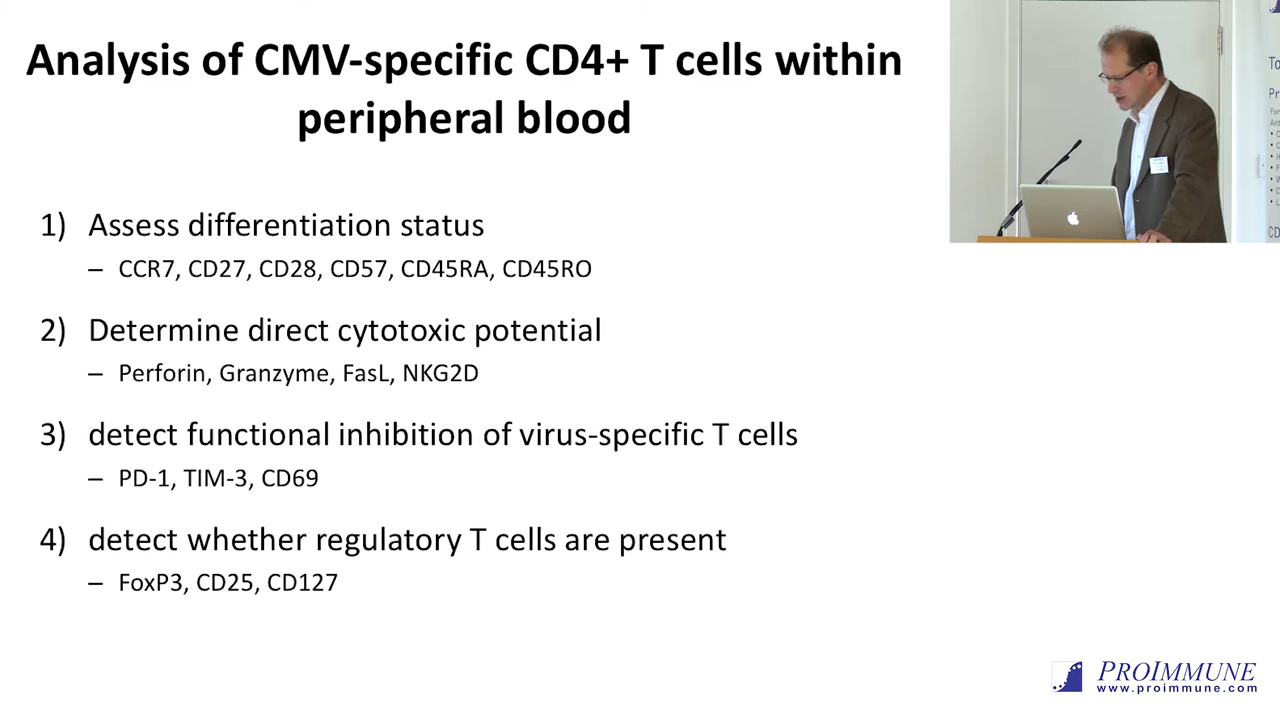 Analysis of CMV-specific CD4+ T cells within
peripheral blood
1) Assess differentiation status
– CCR7, CD27, CD28, CD57, CD45RA, CD45RO
2) Determine direct cytotoxic potential
– Perforin, Granzyme, FasL, NKG2D
3) detect functional inhibition of virus-specific T cells
– PD-1, TIM-3, CD69
4) detect whether regulatory T cells are present
– FoxP3, CD25, CD127
PROIMMUNE
www.proimmune.com